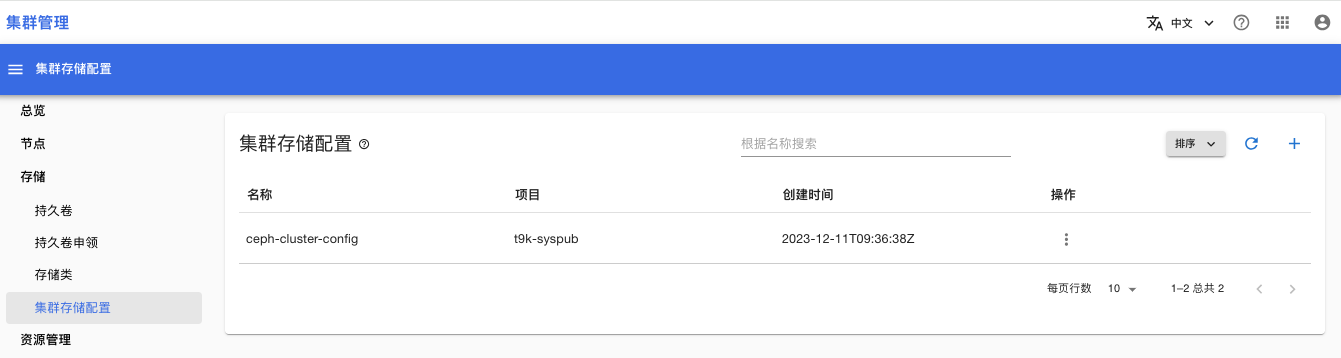 集群管理
中文
集群存储配置
总览
节点
存储
持久卷
持久卷申领
存储类
集群存储配置
资源管理
集群存储配置
根据名称搜索
排序
名称 项目 创建时间 操作
ceph-cluster-config t9k-syspub 2023-12-11T09:36:38Z
每页行数 10 1–2 总共 2